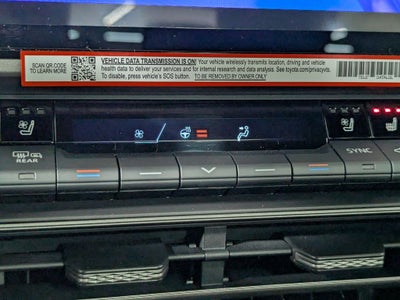 SCAN QR CODE
TO LEARN MORE
VEHICLE DATA TRANSMISSION IS ON! Your vehicle wirelessly transmits location, driving and vehicle
health data to deliver your services and for internal research and data analysis. See toyota.com/privacyvts.
To disable, press vehicle's SOS button. TO BE REMOVED BY OWNER ONLY
REAR
SYNC